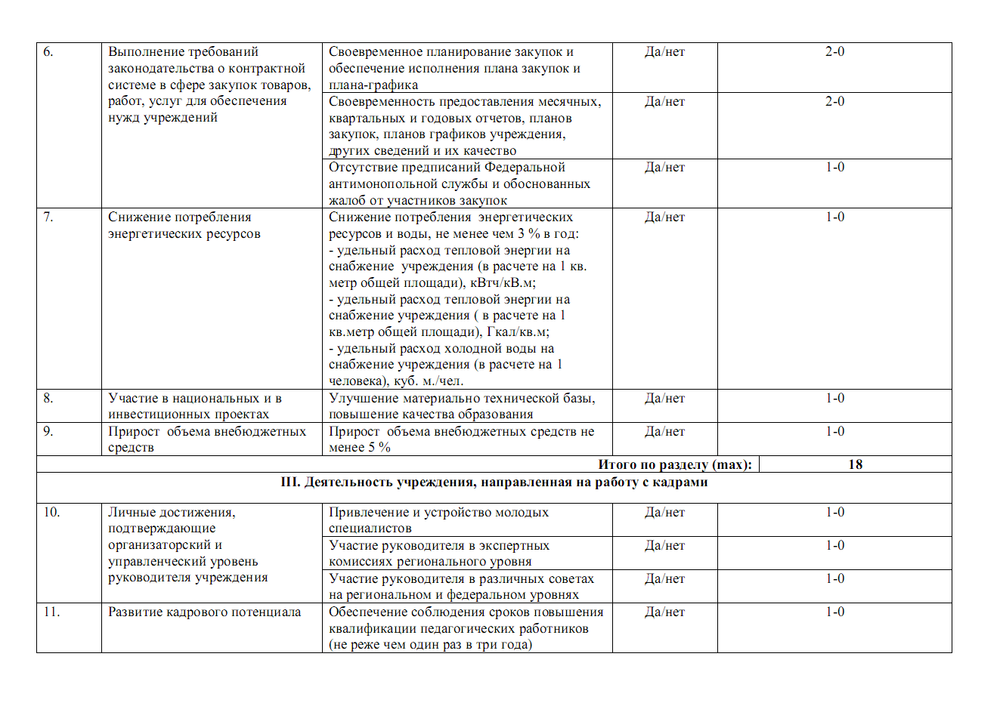 6.
Выполнение требований
законодательства о контрактной
системе в сфере закупок товаров,
работ, услуг для обеспечения
нужд учреждений
Своевременное планирование закупок и
обеспечение исполнения плана закупок и
плана-графика
Да/нет
2-0
Своевременность предоставления месячных,
квартальных и годовых отчетов, планов
закупок, планов графиков учреждения,
других сведений и их качество
Да/нет
2-0
Отсутствие предписаний Федеральной
антимонопольной службы и обоснованных
жалоб от участников закупок
Да/нет
1-0
7.
Снижение потребления
энергетических ресурсов
Снижение потребления  энергетических
ресурсов и воды, не менее чем 3 % в год:
- удельный расход тепловой энергии на
снабжение  учреждения (в расчете на 1 кв.
метр общей площади), кВтч/кВ.м;
- удельный расход тепловой энергии на
снабжение учреждения ( в расчете на 1
кв.метр общей площади), Гкал/кв.м;
- удельный расход холодной воды на
снабжение учреждения (в расчете на 1
человека), куб. м./чел.
Да/нет
1-0
8.
Участие в национальных и в
инвестиционных проектах
Улучшение материально технической базы,
повышение качества образования
Да/нет
1-0
9.
Прирост  объема внебюджетных
средств
Прирост  объема внебюджетных средств не
менее 5 %
Да/нет
1-0
Итого по разделу (max):
18
III. Деятельность учреждения, направленная на работу с кадрами
10.
Личные достижения,
подтверждающие
организаторский и
управленческий уровень
руководителя учреждения
Привлечение и устройство молодых
специалистов
Да/нет
1-0
Участие руководителя в экспертных
комиссиях регионального уровня
Да/нет
1-0
Участие руководителя в различных советах
на региональном и федеральном уровнях
Да/нет
1-0
11.
Развитие кадрового потенциала
Обеспечение соблюдения сроков повышения
квалификации педагогических работников
(не реже чем один раз в три года)
Да/нет
1-0